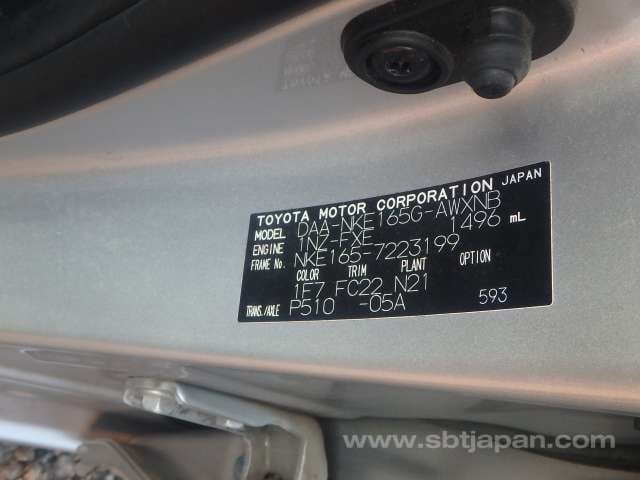 TOYOTA MOTOR CORPORATION JAPAN
MODEL DAA-NKE165G-AWXNB
ENGINE 1NZ-FXE 1496 mL
FRAME No. NKE165-7223199
COLOR TRIM PLANT OPTION
1F7 FC22 N21
TRANS./AXLE P510 -05A 593
www.sbtjapan.com